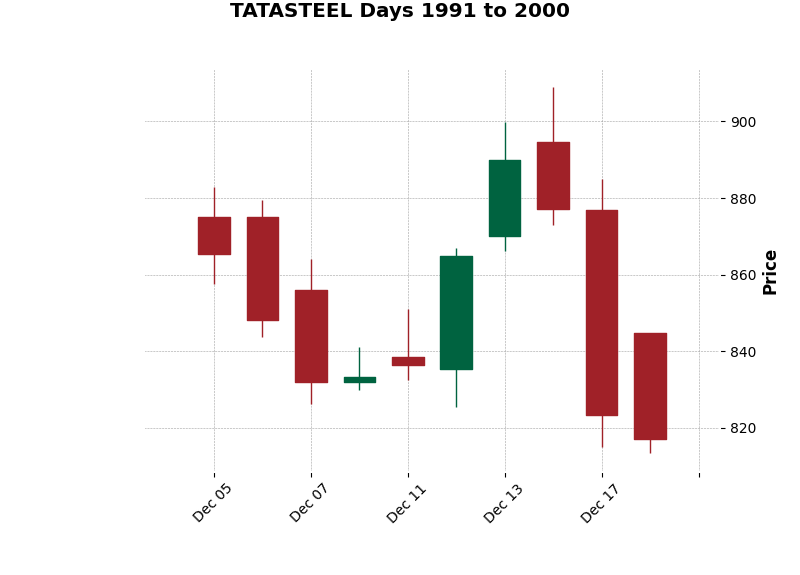 TATASTEEL Days 1991 to 2000
900
880
860
840
820
Price
Dec 05
Dec 07
Dec 11
Dec 13
Dec 17